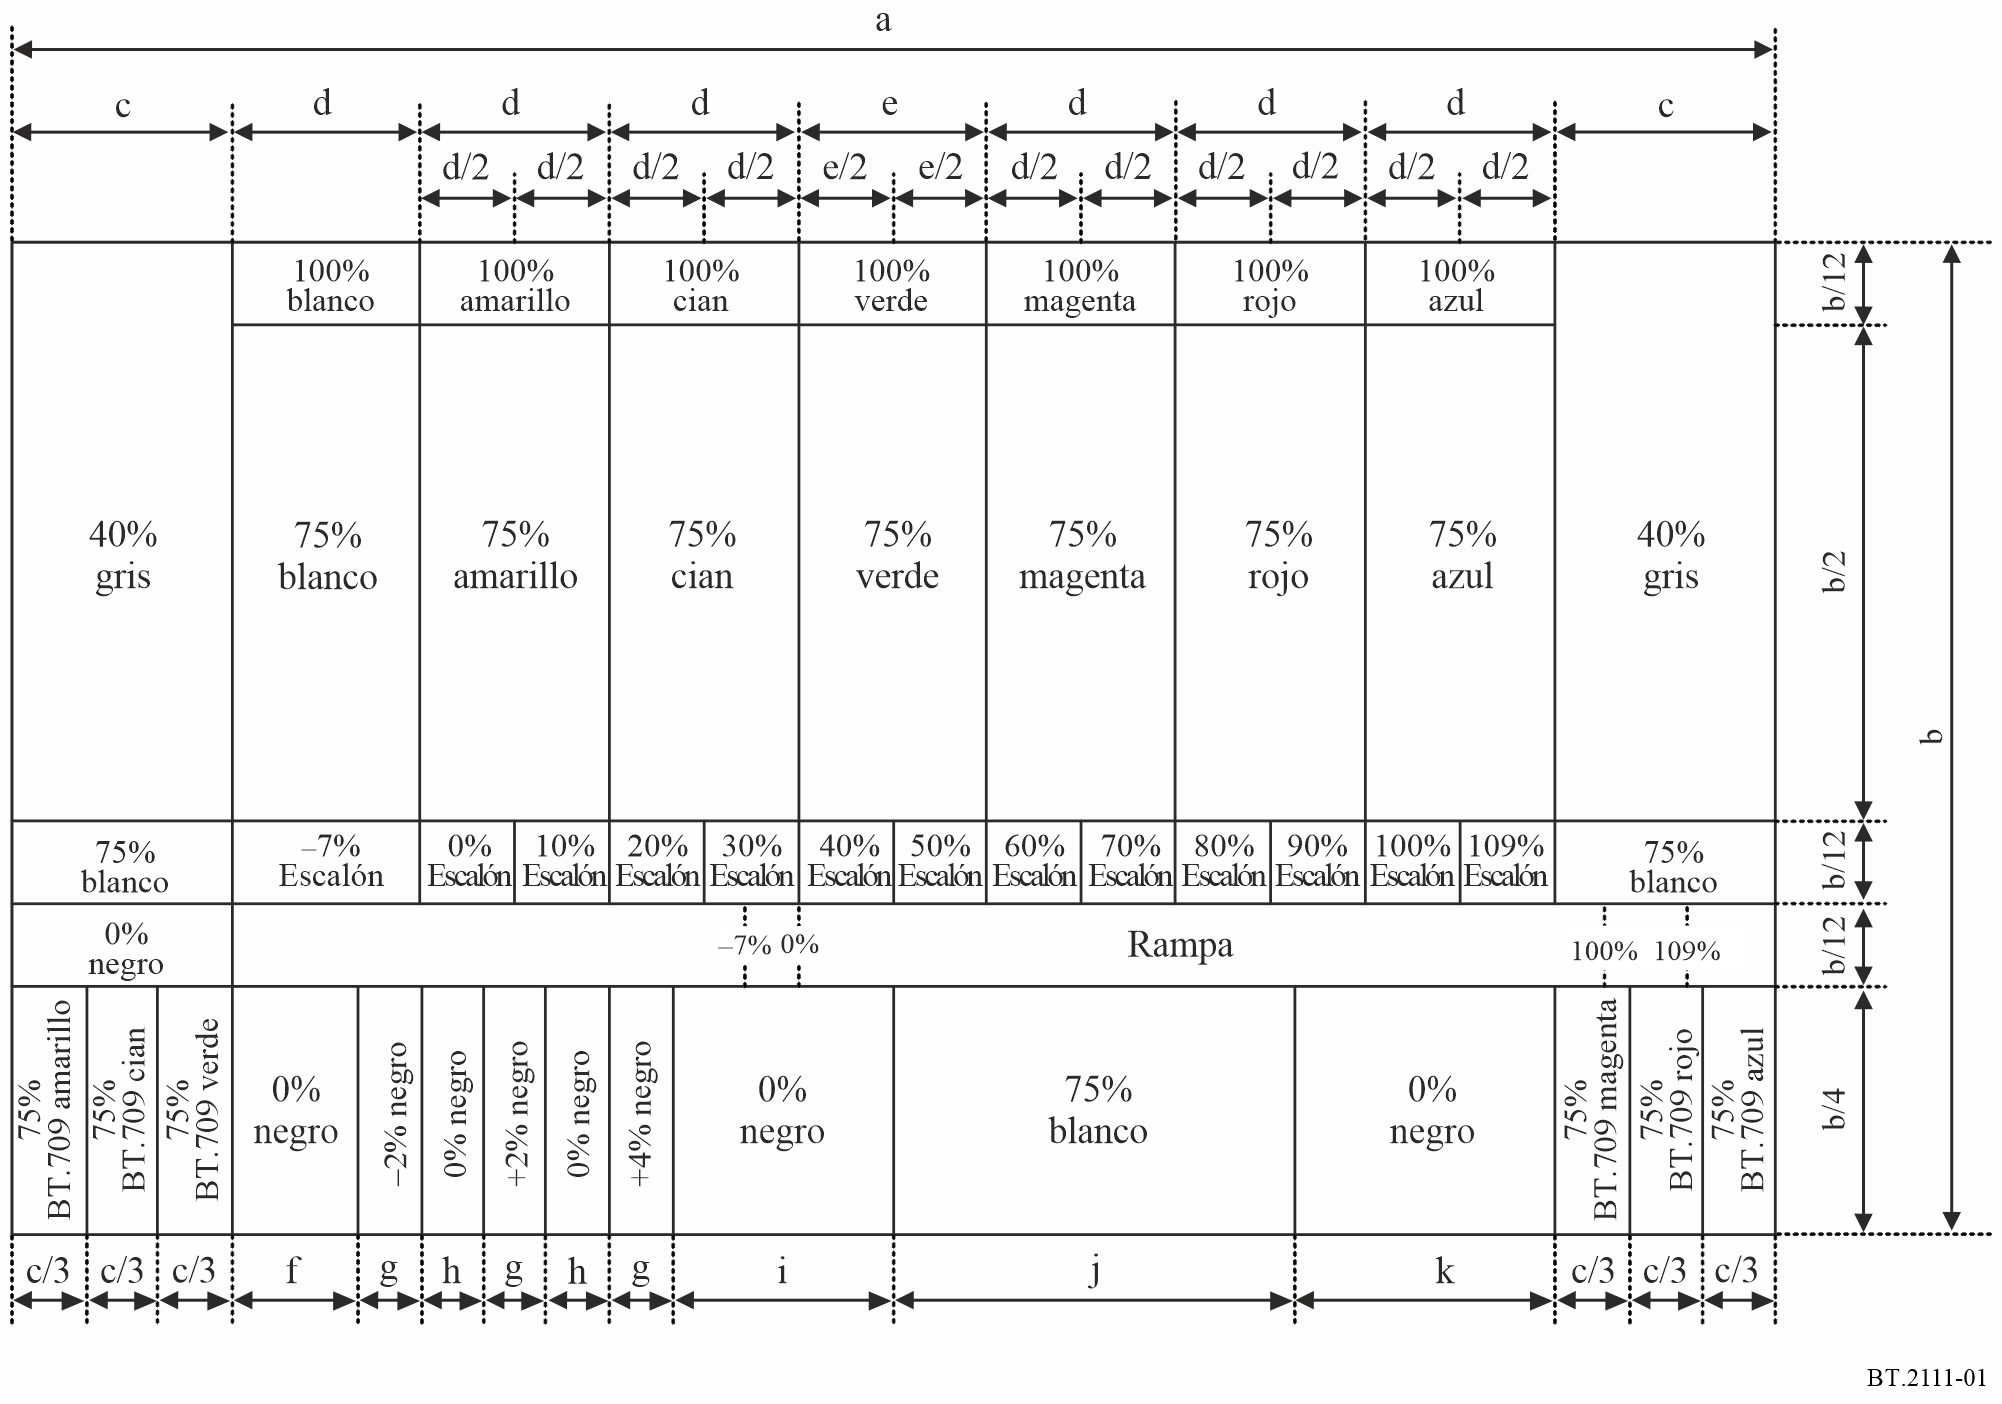 a
c d d d e d d d c
d/2 d/2 d/2 d/2 e/2 e/2 d/2 d/2 d/2 d/2 d/2 d/2
100% 100% 100% 100% 100% 100% 100%
blanco amarillo cian verde magenta rojo azul
b/12
40% 75% 75% 75% 75% 75% 75% 75% 40%
gris blanco amarillo cian verde magenta rojo azul gris
b/2
b
75% –7% 0% 10% 20% 30% 40% 50% 60% 70% 80% 90% 100% 109% 75%
blanco Escalón Escalón Escalón Escalón Escalón Escalón Escalón Escalón Escalón Escalón Escalón Escalón Escalón blanco
b/12
0%
negro
–7% 0% Rampa 100% 109%
b/12
75%
BT.709 amarillo
75%
BT.709 cian
75%
BT.709 verde
0%
negro
–2% negro
0% negro
+2% negro
0% negro
+4% negro
0%
negro
75%
blanco
0%
negro
75%
BT.709 magenta
75%
BT.709 rojo
75%
BT.709 azul
b/4
c/3 c/3 c/3 f g h g h g i j k c/3 c/3 c/3
BT.2111-01